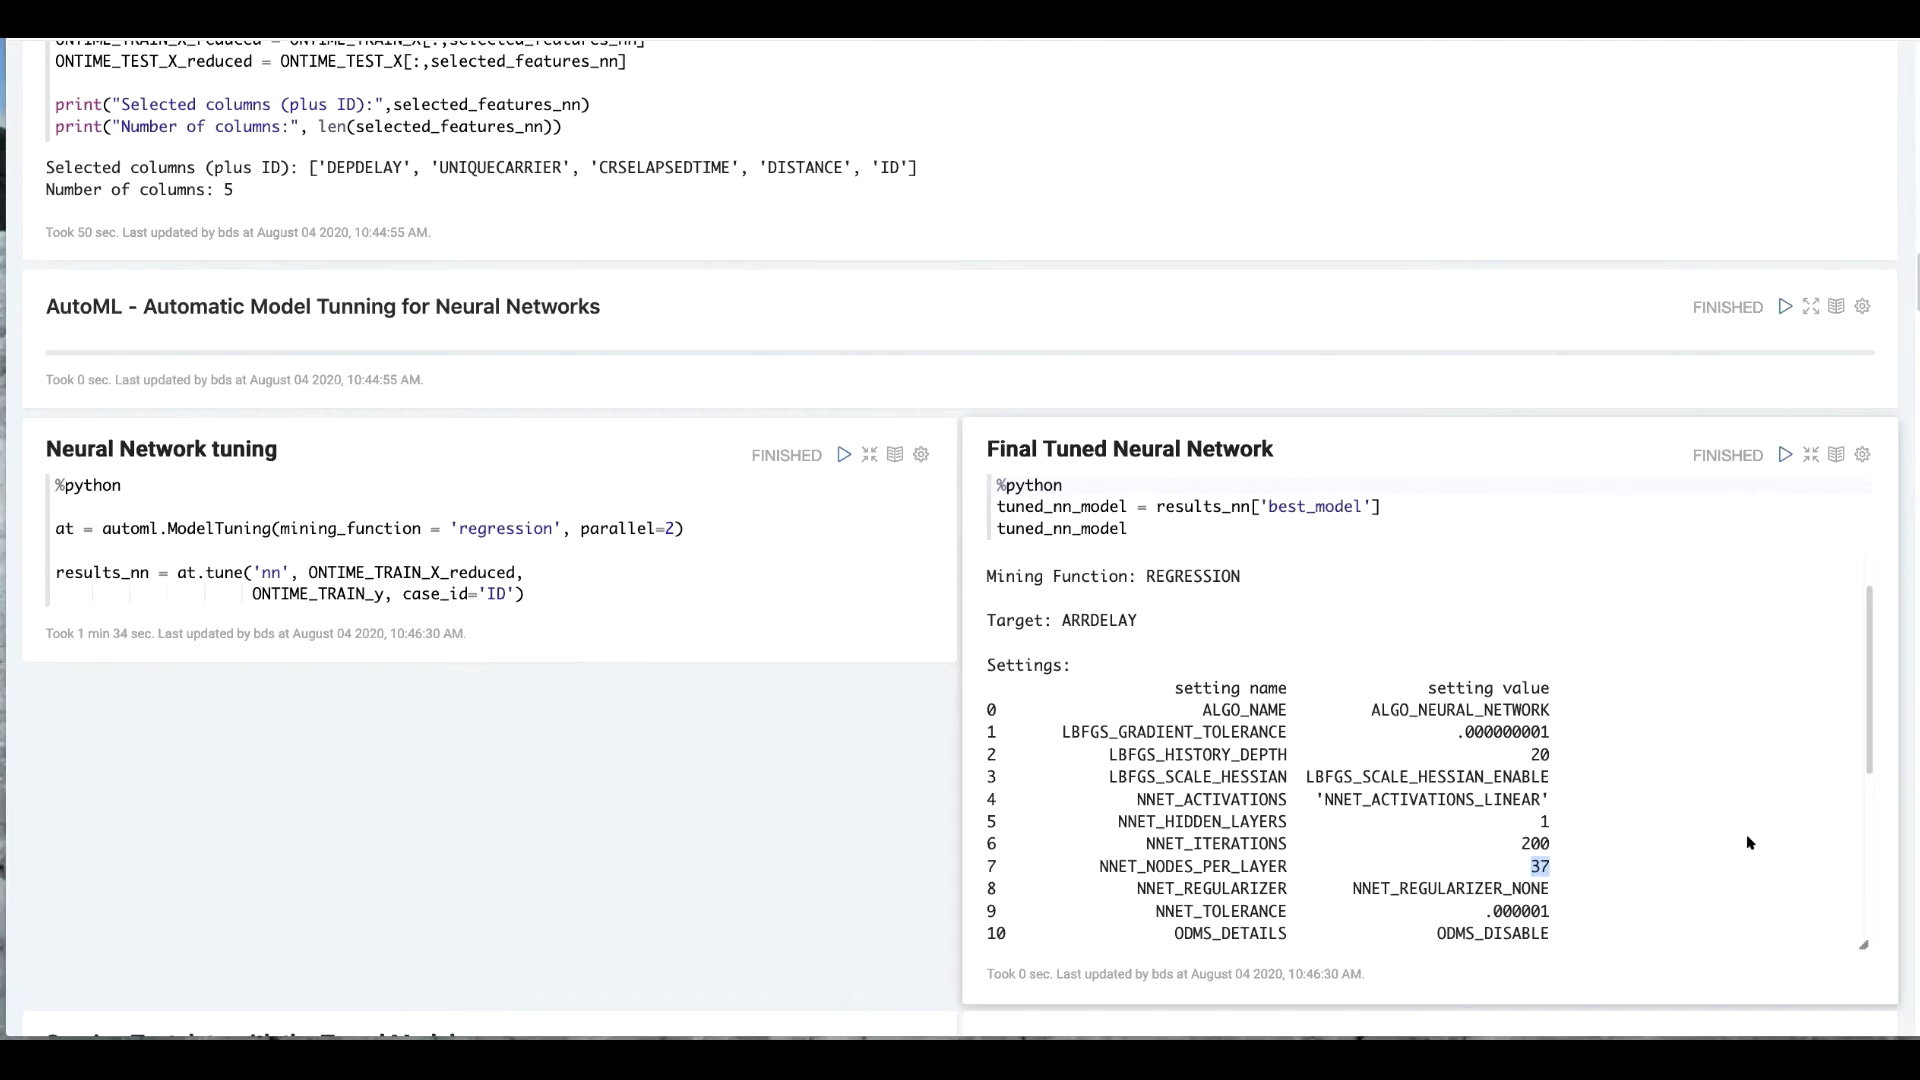 ONTIME_TRAIN_X_reduced = ONTIME_TRAIN_X[:,selected_features_nn]
ONTIME_TEST_X_reduced = ONTIME_TEST_X[:,selected_features_nn]
print("Selected columns (plus ID):",selected_features_nn)
print("Number of columns:", len(selected_features_nn))
Selected columns (plus ID): ['DEPDELAY', 'UNIQUECARRIER', 'CRSELAPSEDTIME', 'DISTANCE', 'ID']
Number of columns: 5
Took 50 sec. Last updated by bds at August 04 2020, 10:44:55 AM.
AutoML - Automatic Model Tunning for Neural Networks
FINISHED
Took 0 sec. Last updated by bds at August 04 2020, 10:44:55 AM.
Neural Network tuning
FINISHED
%python
at = automl.ModelTuning(mining_function = 'regression', parallel=2)
results_nn = at.tune('nn', ONTIME_TRAIN_X_reduced,
ONTIME_TRAIN_y, case_id='ID')
Took 1 min 34 sec. Last updated by bds at August 04 2020, 10:46:30 AM.
Final Tuned Neural Network
FINISHED
%python
tuned_nn_model = results_nn['best_model']
tuned_nn_model
Mining Function: REGRESSION
Target: ARRDELAY
Settings:
setting name setting value
0 ALGO_NAME ALGO_NEURAL_NETWORK
1 LBFGS_GRADIENT_TOLERANCE .000000001
2 LBFGS_HISTORY_DEPTH 20
3 LBFGS_SCALE_HESSIAN LBFGS_SCALE_HESSIAN_ENABLE
4 NNET_ACTIVATIONS 'NNET_ACTIVATIONS_LINEAR'
5 NNET_HIDDEN_LAYERS 1
6 NNET_ITERATIONS 200
7 NNET_NODES_PER_LAYER 37
8 NNET_REGULARIZER NNET_REGULARIZER_NONE
9 NNET_TOLERANCE .000001
10 ODMS_DETAILS ODMS_DISABLE
Took 0 sec. Last updated by bds at August 04 2020, 10:46:30 AM.